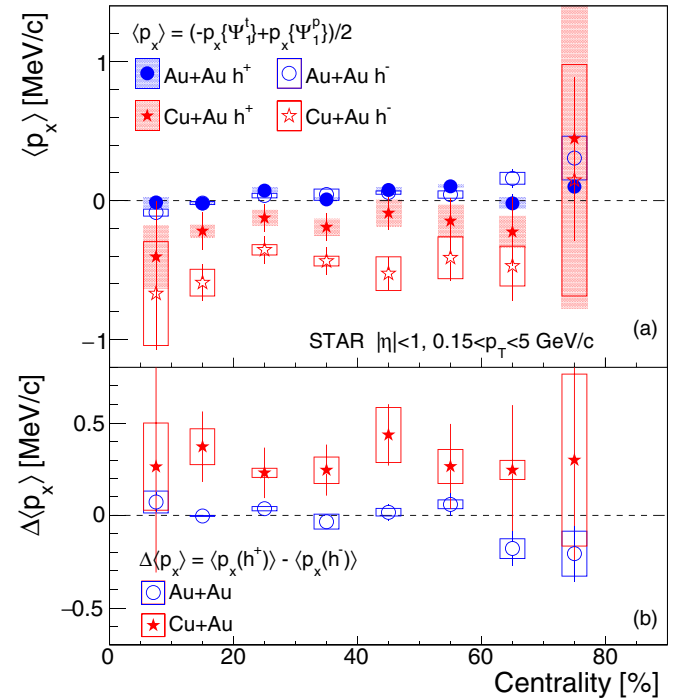 ⟨p_x⟩ = (-p_x{Ψ_1^t}+p_x{Ψ_1^p})/2
Au+Au h^+ Au+Au h^-
Cu+Au h^+ Cu+Au h^-
⟨p_x⟩ [MeV/c]
1
0
−1
(a)
STAR |η|<1, 0.15<p_T<5 GeV/c
Δ⟨p_x⟩ [MeV/c]
0.5
0
−0.5
Δ⟨p_x⟩ = ⟨p_x(h^+)⟩ - ⟨p_x(h^-)⟩
Au+Au
Cu+Au
(b)
0 20 40 60 80
Centrality [%]